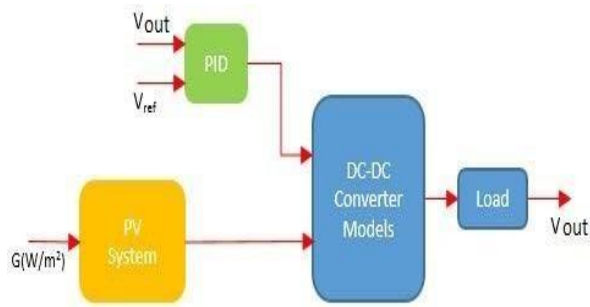 Vout
PID
Vref
DC-DC
Converter
Models
Load
Vout
PV
System
G(W/m²)